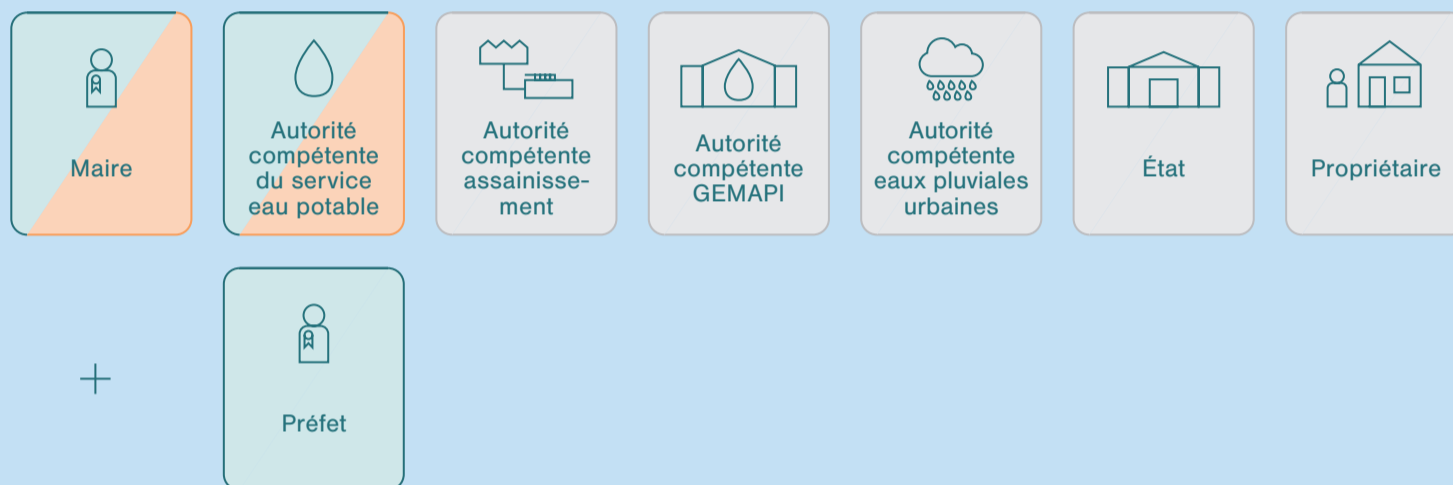 Maire
Autorité
compétente
du service
eau potable
Autorité
compétente
assainisse-
ment
Autorité
compétente
GEMAPI
Autorité
compétente
eaux pluviales
urbaines
État
Propriétaire
+
Préfet